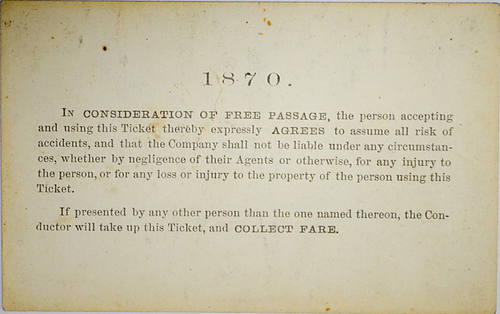 1870.
IN CONSIDERATION OF FREE PASSAGE, the person accepting
and using this Ticket thereby expressly AGREES to assume all risk of
accidents, and that the Company shall not be liable under any circumstan-
ces, whether by negligence of their Agents or otherwise, for any injury to
the person, or for any loss or injury to the property of the person using this
Ticket.
If presented by any other person than the one named thereon, the Con-
ductor will take up this Ticket, and COLLECT FARE.